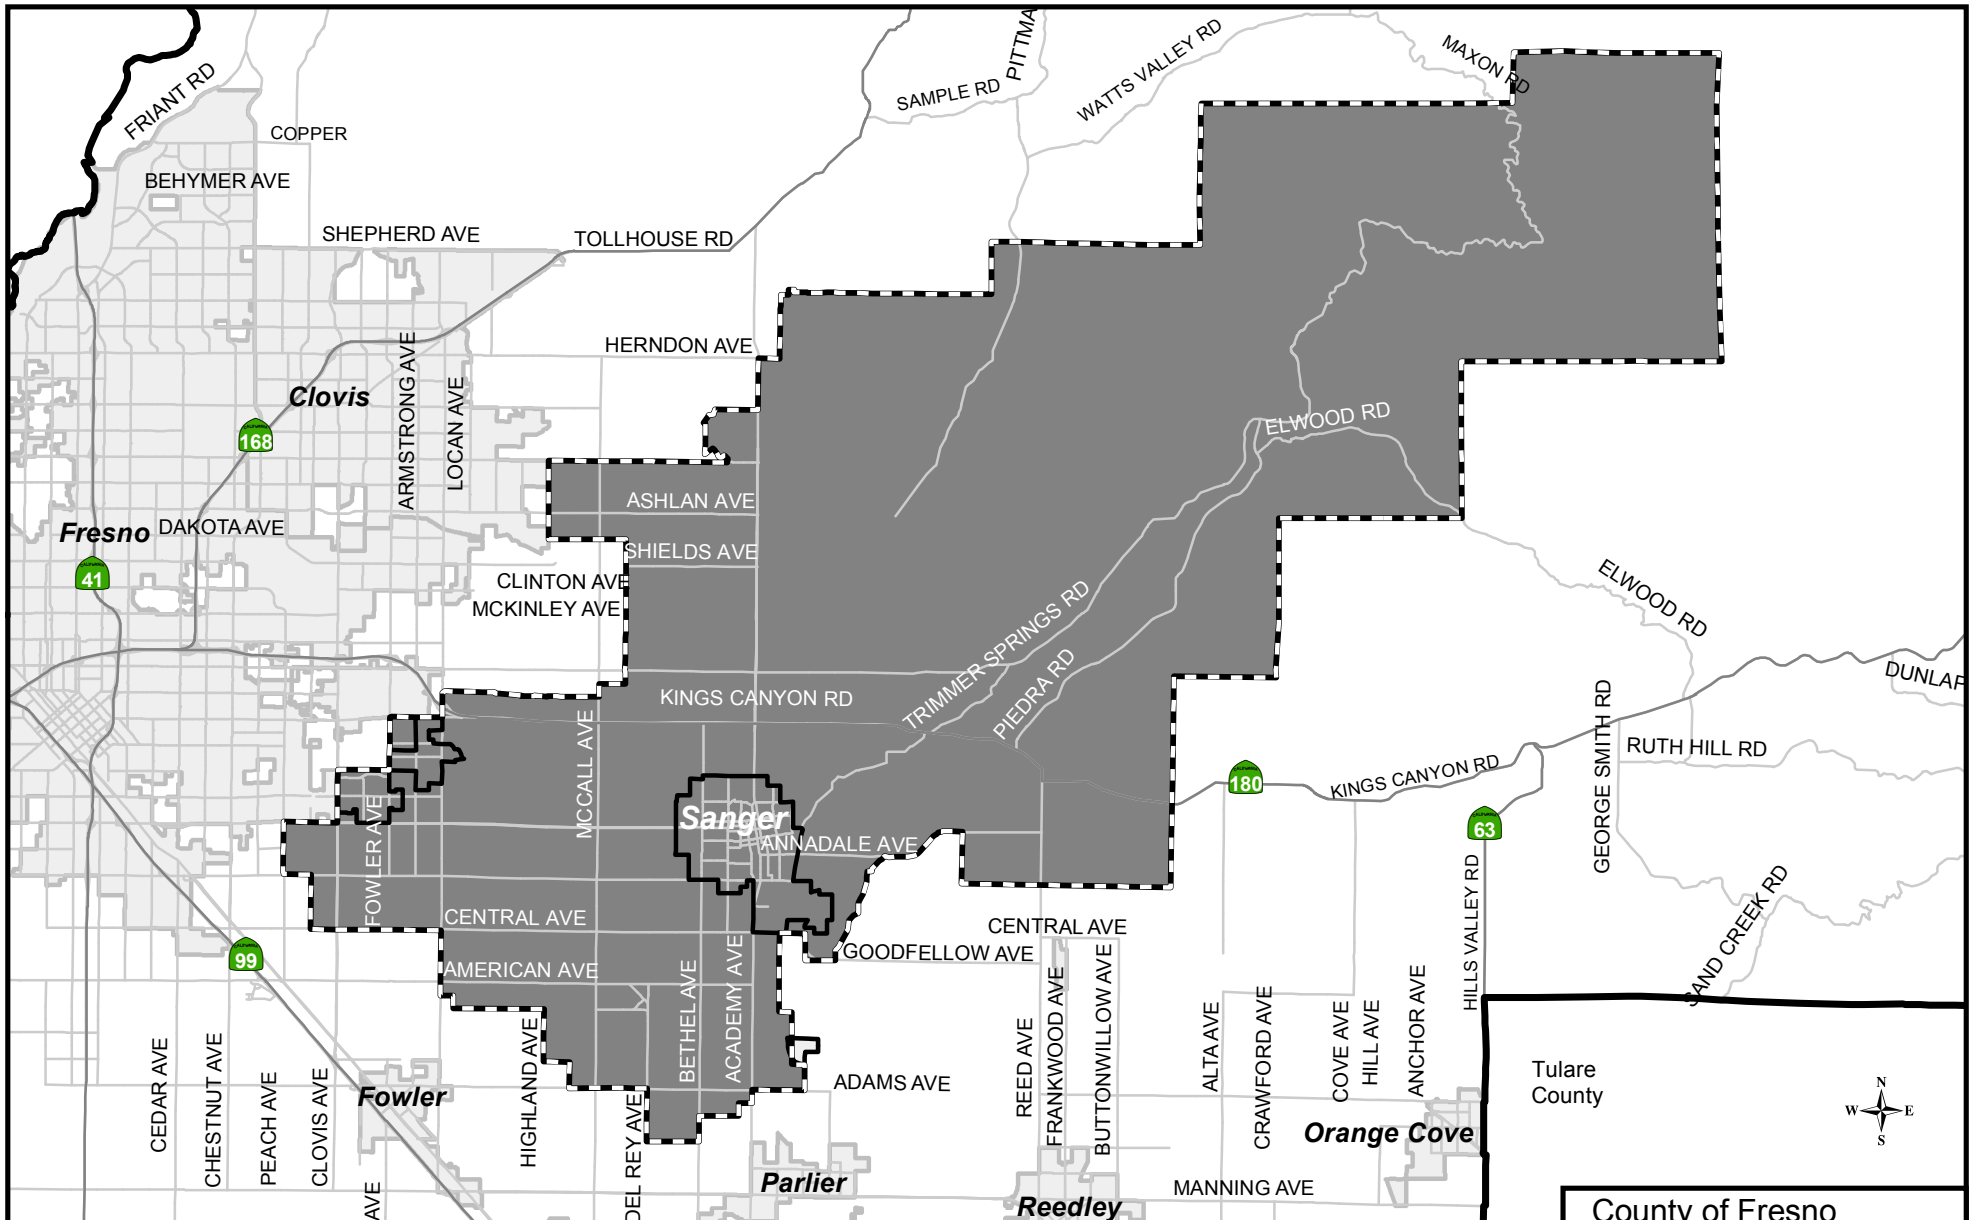 FRIANT RD
COPPER
BEHYMER AVE
SHEPHERD AVE
TOLLHOUSE RD
SAMPLE RD
PITTMA
WATTS VALLEY RD
MAXON RD
HERNDON AVE
ARMSTRONG AVE
LOCAN AVE
Clovis
168
Fresno
DAKOTA AVE
41
ASHLAN AVE
SHIELDS AVE
CLINTON AVE
MCKINLEY AVE
ELWOOD RD
ELWOOD RD
TRIMMER SPRINGS RD
PIEDRA RD
KINGS CANYON RD
MCCALL AVE
FOWLER AVE
Sanger
ANNADALE AVE
180
KINGS CANYON RD
63
GEORGE SMITH RD
RUTH HILL RD
DUNLAP
HILLS VALLEY RD
SAND CREEK RD
CENTRAL AVE
CENTRAL AVE
GOODFELLOW AVE
AMERICAN AVE
99
BETHEL AVE
ACADEMY AVE
CEDAR AVE
CHESTNUT AVE
PEACH AVE
CLOVIS AVE
Fowler
HIGHLAND AVE
DEL REY AVE
ADAMS AVE
REED AVE
FRANKWOOD AVE
BUTTONWILLOW AVE
ALTA AVE
CRAWFORD AVE
COVE AVE
HILL AVE
ANCHOR AVE
Orange Cove
Tulare
County
N
W E
S
Parlier
Reedley
MANNING AVE
AVE
County of Fresno